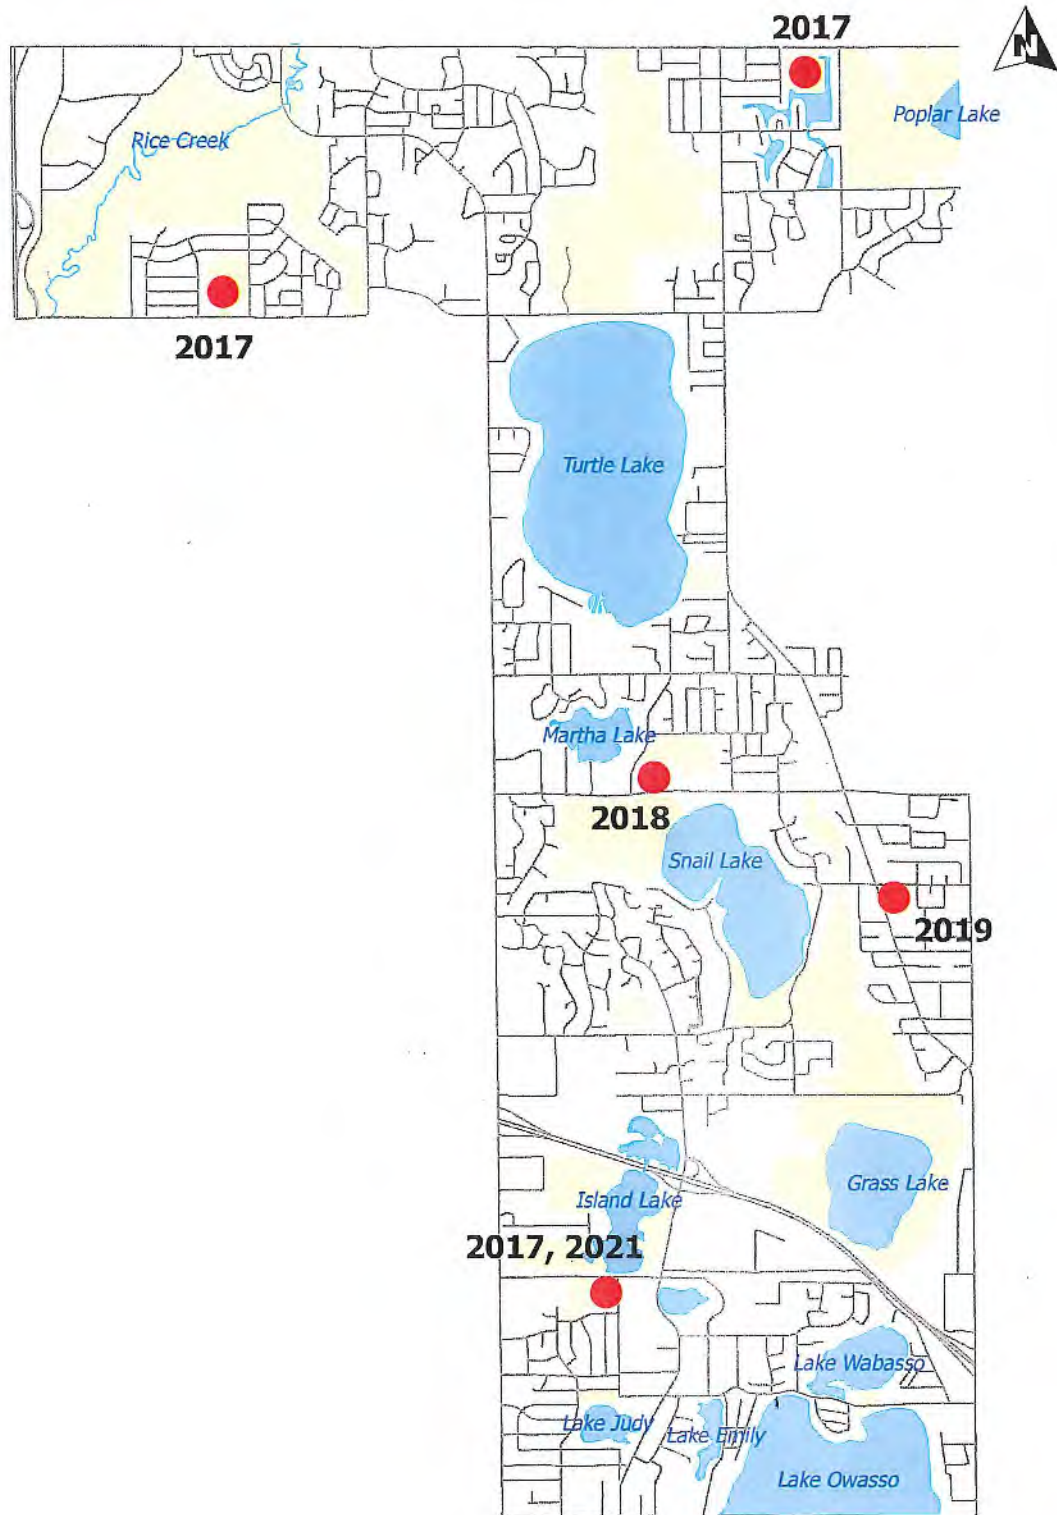 2017
N
Poplar Lake
Rice Creek
2017
Turtle Lake
Martha Lake
2018
Snail Lake
2019
Grass Lake
Island Lake
2017, 2021
Lake Wabasso
Lake Judy
Lake Emily
Lake Owasso